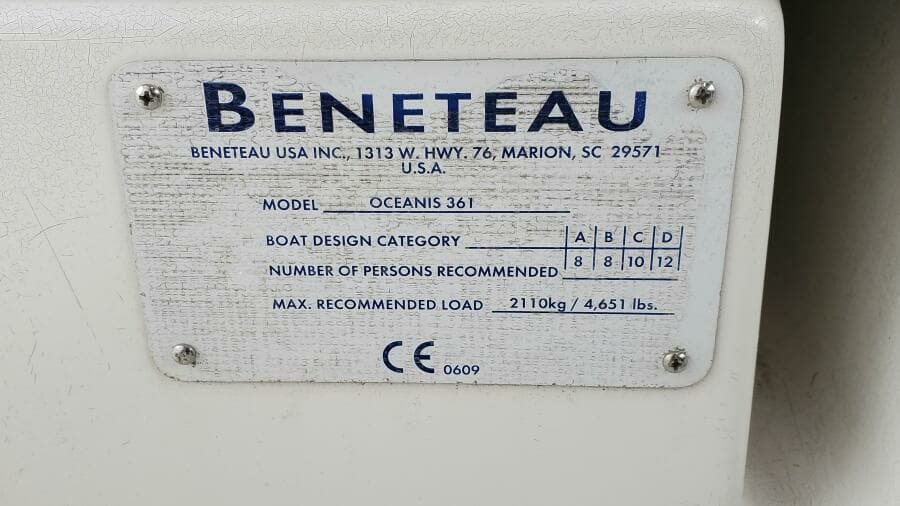 BENETEAU
BENETEAU USA INC., 1313 W. HWY. 76, MARION, SC 29571
U.S.A.
MODEL OCEANIS 361
BOAT DESIGN CATEGORY A B C D
NUMBER OF PERSONS RECOMMENDED 8 8 10 12
MAX. RECOMMENDED LOAD 2110kg / 4,651 lbs.
CE 0609